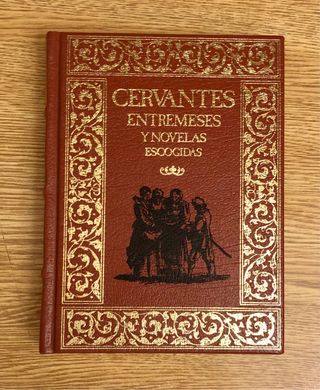 CERVANTES
ENTREMESES
Y NOVELAS
ESCOGIDAS